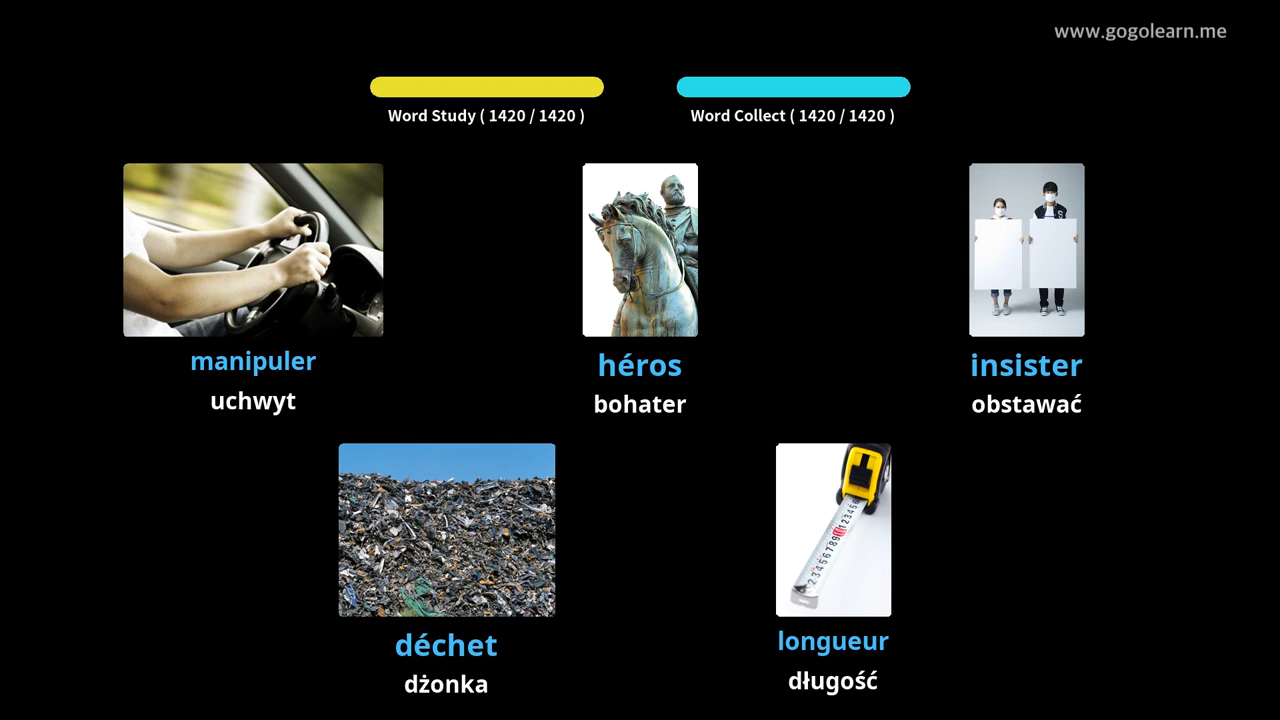 www.gogolearn.me
Word Study ( 1420 / 1420 )
Word Collect ( 1420 / 1420 )
manipuler
uchwyt
héros
bohater
insister
obstawać
déchet
dżonka
longueur
długość